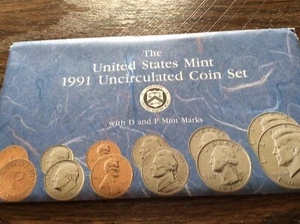 The
United States Mint
1991 Uncirculated Coin Set
with D and P Mint Marks